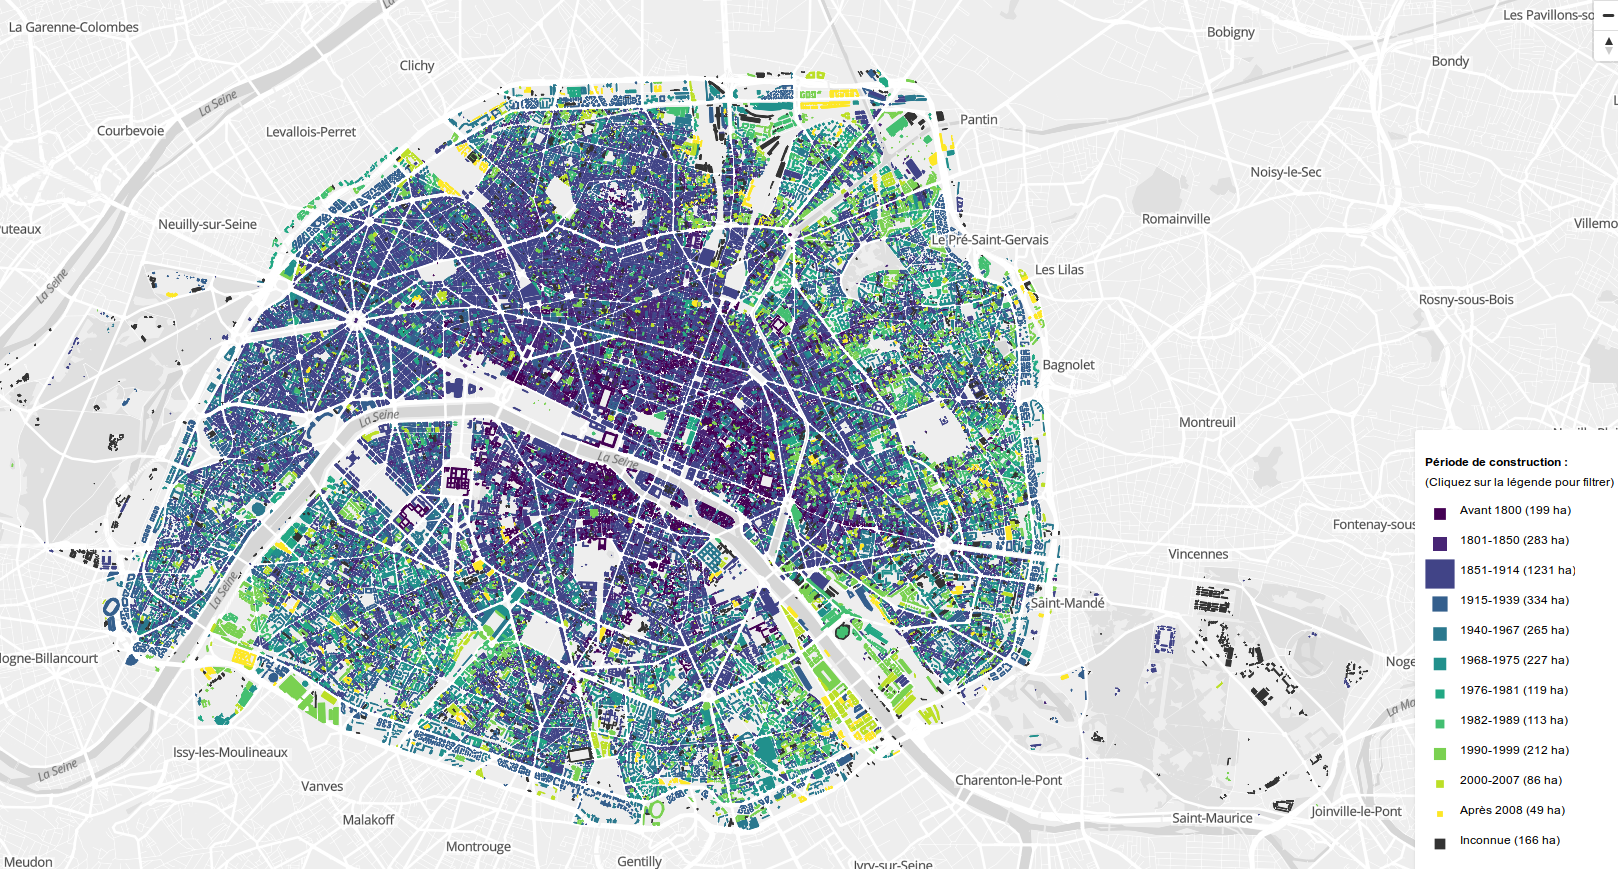 La Garenne-Colombes
Les Pavillons-so
Bobigny
Bondy
Clichy
La Seine
Courbevoie
Levallois-Perret
Pantin
Noisy-le-Sec
Neuilly-sur-Seine
Romainville
Villemo
uteaux
Le Pré-Saint-Gervais
Les Lilas
La Seine
Rosny-sous-Bois
Bagnolet
La Seine
Montreuil
La Seine
Période de construction :
(Cliquez sur la légende pour filtrer)
Avant 1800 (199 ha)
1801-1850 (283 ha)
1851-1914 (1231 ha)
1915-1939 (334 ha)
1940-1967 (265 ha)
1968-1975 (227 ha)
1976-1981 (119 ha)
1982-1989 (113 ha)
1990-1999 (212 ha)
2000-2007 (86 ha)
Après 2008 (49 ha)
Inconnue (166 ha)
Fontenay-sous
Vincennes
La Seine
Saint-Mandé
logne-Billancourt
Noge
La Ma
Issy-les-Moulineaux
La Seine
Charenton-le-Pont
Vanves
Joinville-le-Pont
Malakoff
Saint-Maurice
Montrouge
Meudon
Gentilly
Ivry-sur-Seine